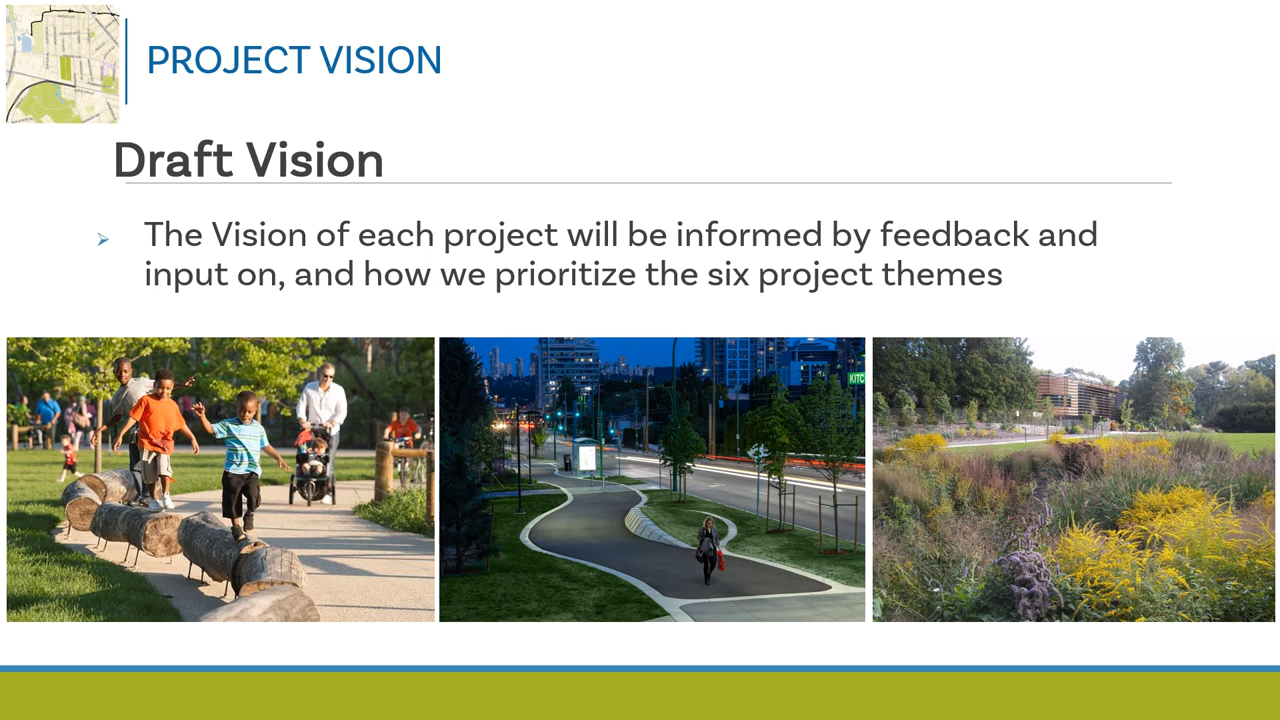 PROJECT VISION
Draft Vision
The Vision of each project will be informed by feedback and
input on, and how we prioritize the six project themes
KITC